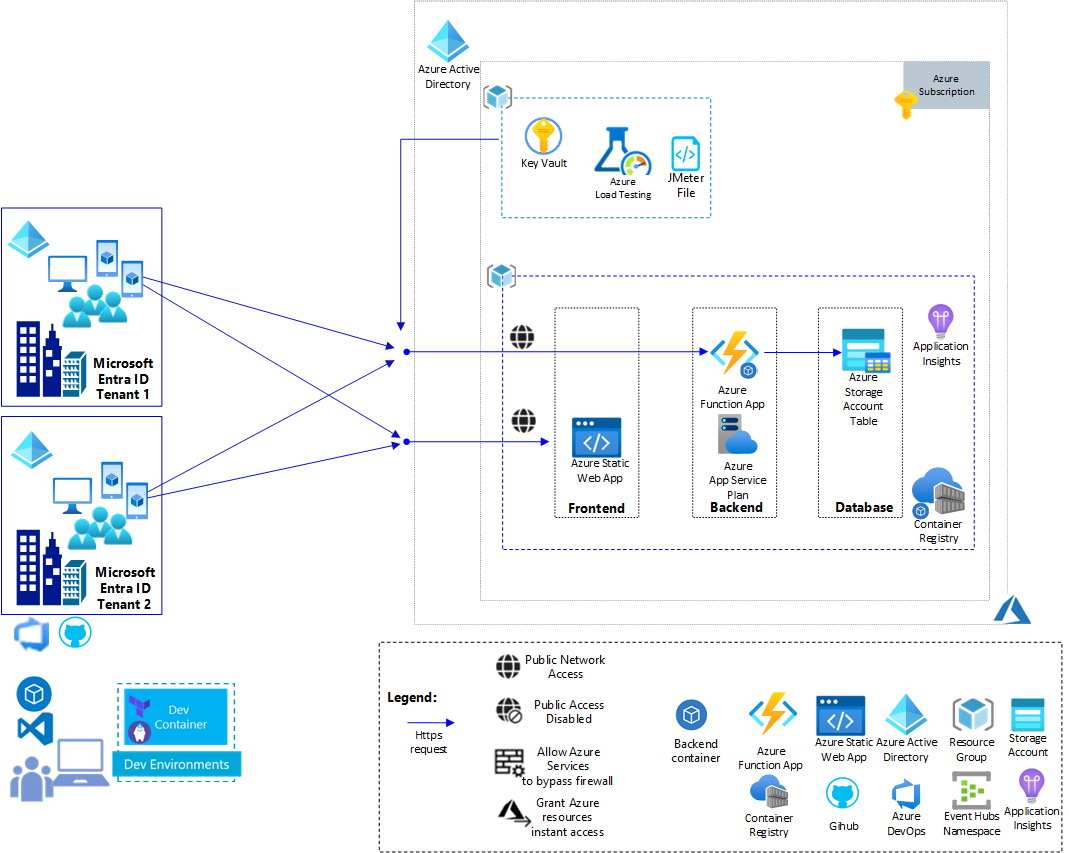 Azure Active
Directory
Azure
Subscription
Key Vault
Azure
Load Testing
JMeter
File
Microsoft
Entra ID
Tenant 1
Microsoft
Entra ID
Tenant 2
Azure Static
Web App
Frontend
Azure
Function App
Azure
App Service
Plan
Backend
Azure
Storage
Account
Table
Database
Application
Insights
Container
Registry
Dev
Container
Dev Environments
Legend:
Https
request
Public Network
Access
Public Access
Disabled
Allow Azure
Services
to bypass firewall
Grant Azure
resources
instant access
Backend
container
Azure
Function App
Azure Static
Web App
Azure Active
Directory
Resource
Group
Storage
Account
Container
Registry
Gihub
Azure
DevOps
Event Hubs
Namespace
Application
Insights